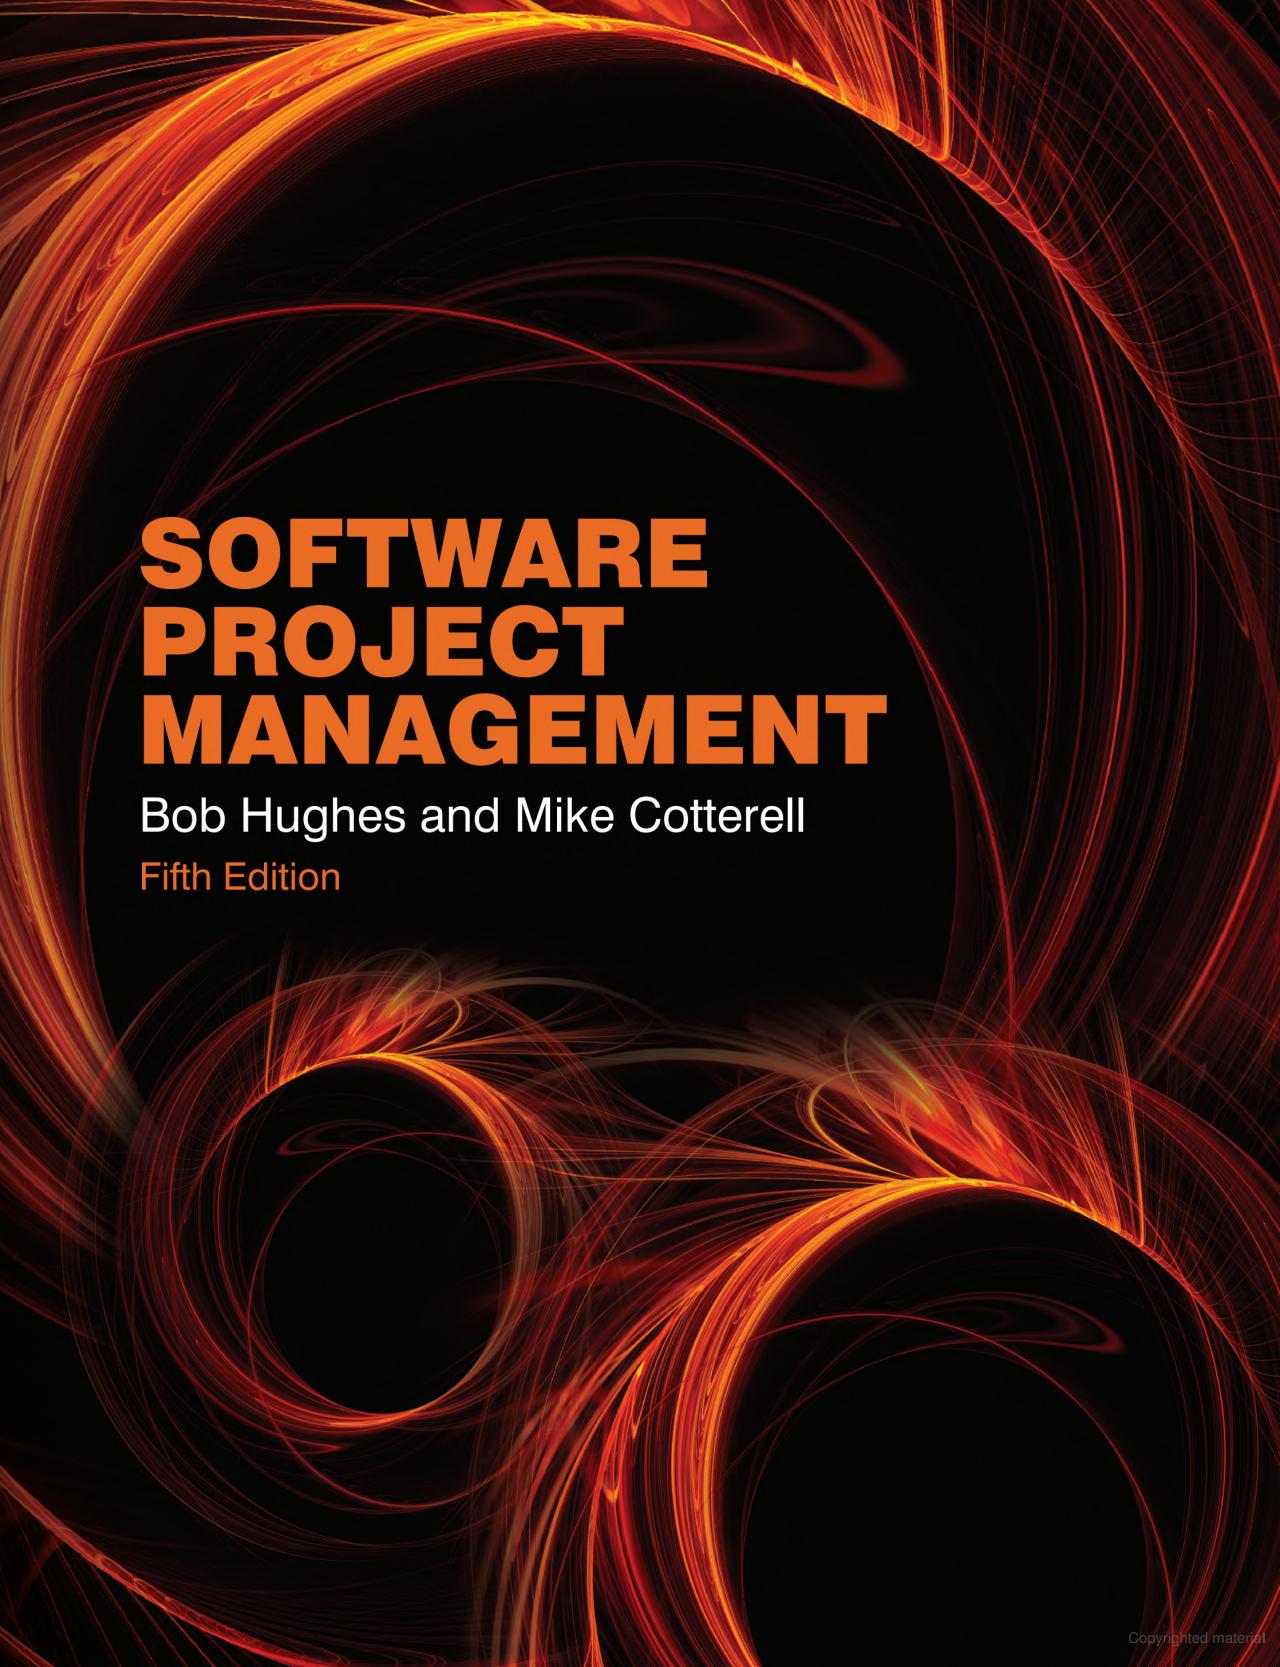 SOFTWARE
PROJECT
MANAGEMENT
Bob Hughes and Mike Cotterell
Fifth Edition
Copyrighted material